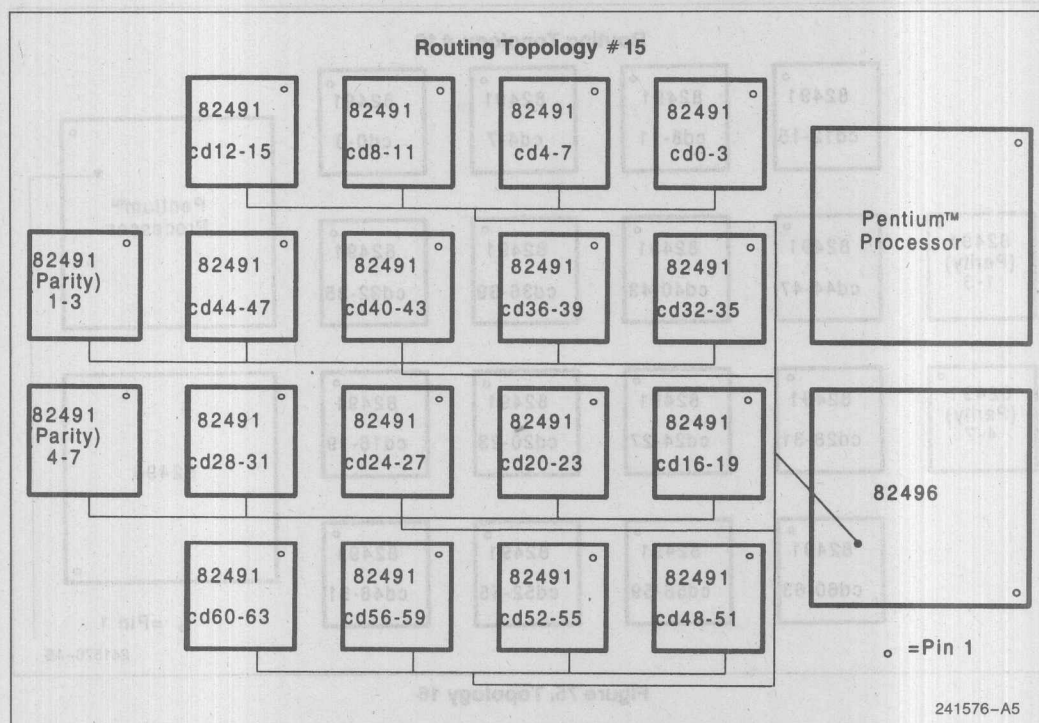 Routing Topology #15
82491
cd12-15
82491
cd8-11
82491
cd4-7
82491
cd0-3
Pentium™
Processor
82491
(Parity)
1-3
82491
cd44-47
82491
cd40-43
82491
cd36-39
82491
cd32-35
82491
(Parity)
4-7
82491
cd28-31
82491
cd24-27
82491
cd20-23
82491
cd16-19
82496
82491
cd60-63
82491
cd56-59
82491
cd52-55
82491
cd48-51
=Pin 1
241576-A5
Figure 75. Topology 16